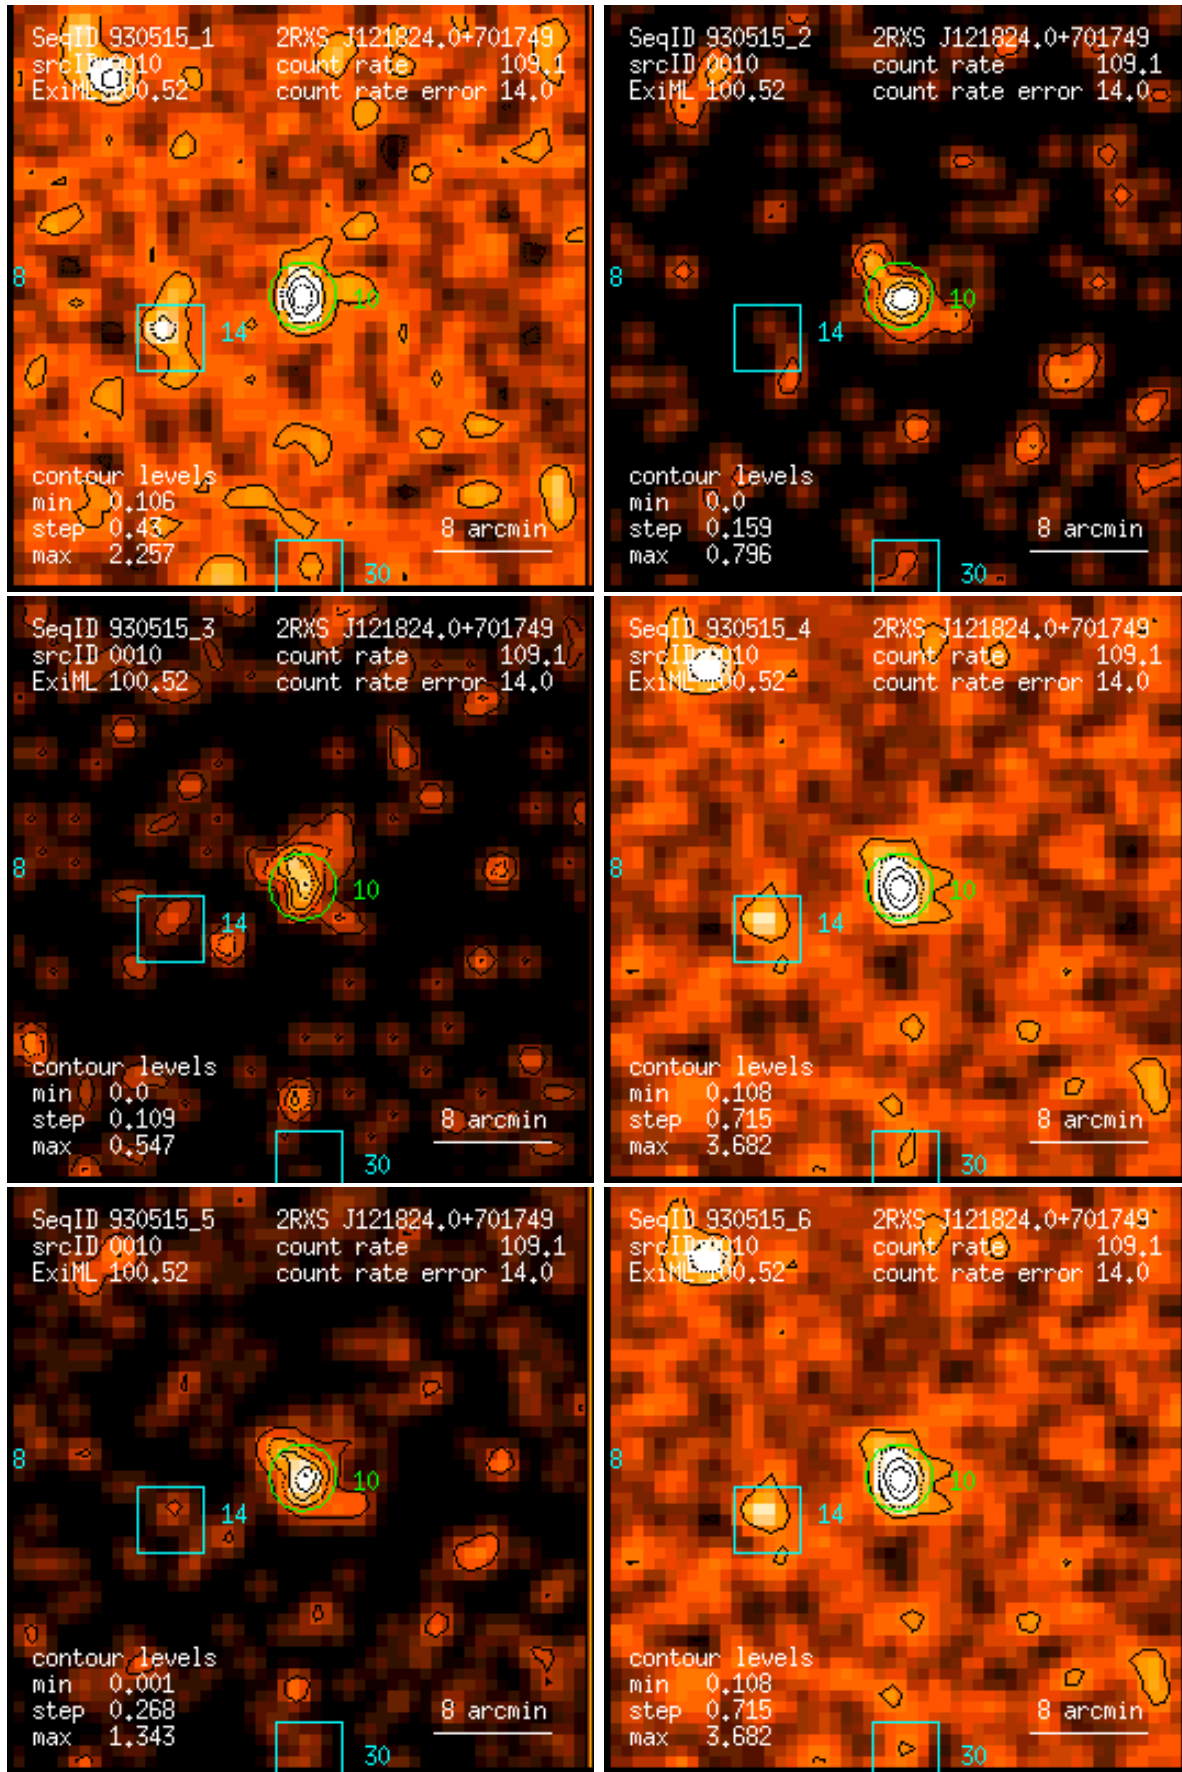 SeqID 930515_1 2RXS J121824.0+701749
srcID 0010 count rate 109.1
ExiML 100.52 count rate error 14.0
8
10
14
contour levels
min 0.106
step 0.43 8 arcmin
max 2.257
30
SeqID 930515_2 2RXS J121824.0+701749
srcID 0010 count rate 109.1
ExiML 100.52 count rate error 14.0
8
10
14
contour levels
min 0.0
step 0.159 8 arcmin
max 0.796
30
SeqID 930515_3 2RXS J121824.0+701749
srcID 0010 count rate 109.1
ExiML 100.52 count rate error 14.0
8
10
14
contour levels
min 0.0
step 0.109 8 arcmin
max 0.547
30
SeqID 930515_4 2RXS J121824.0+701749
srcID 0010 count rate 109.1
ExiML 100.52 count rate error 14.0
8
10
14
contour levels
min 0.108
step 0.715 8 arcmin
max 3.682
30
SeqID 930515_5 2RXS J121824.0+701749
srcID 0010 count rate 109.1
ExiML 100.52 count rate error 14.0
8
10
14
contour levels
min 0.001
step 0.268 8 arcmin
max 1.343
30
SeqID 930515_6 2RXS J121824.0+701749
srcID 0010 count rate 109.1
ExiML 100.52 count rate error 14.0
8
10
14
contour levels
min 0.108
step 0.715 8 arcmin
max 3.682
30